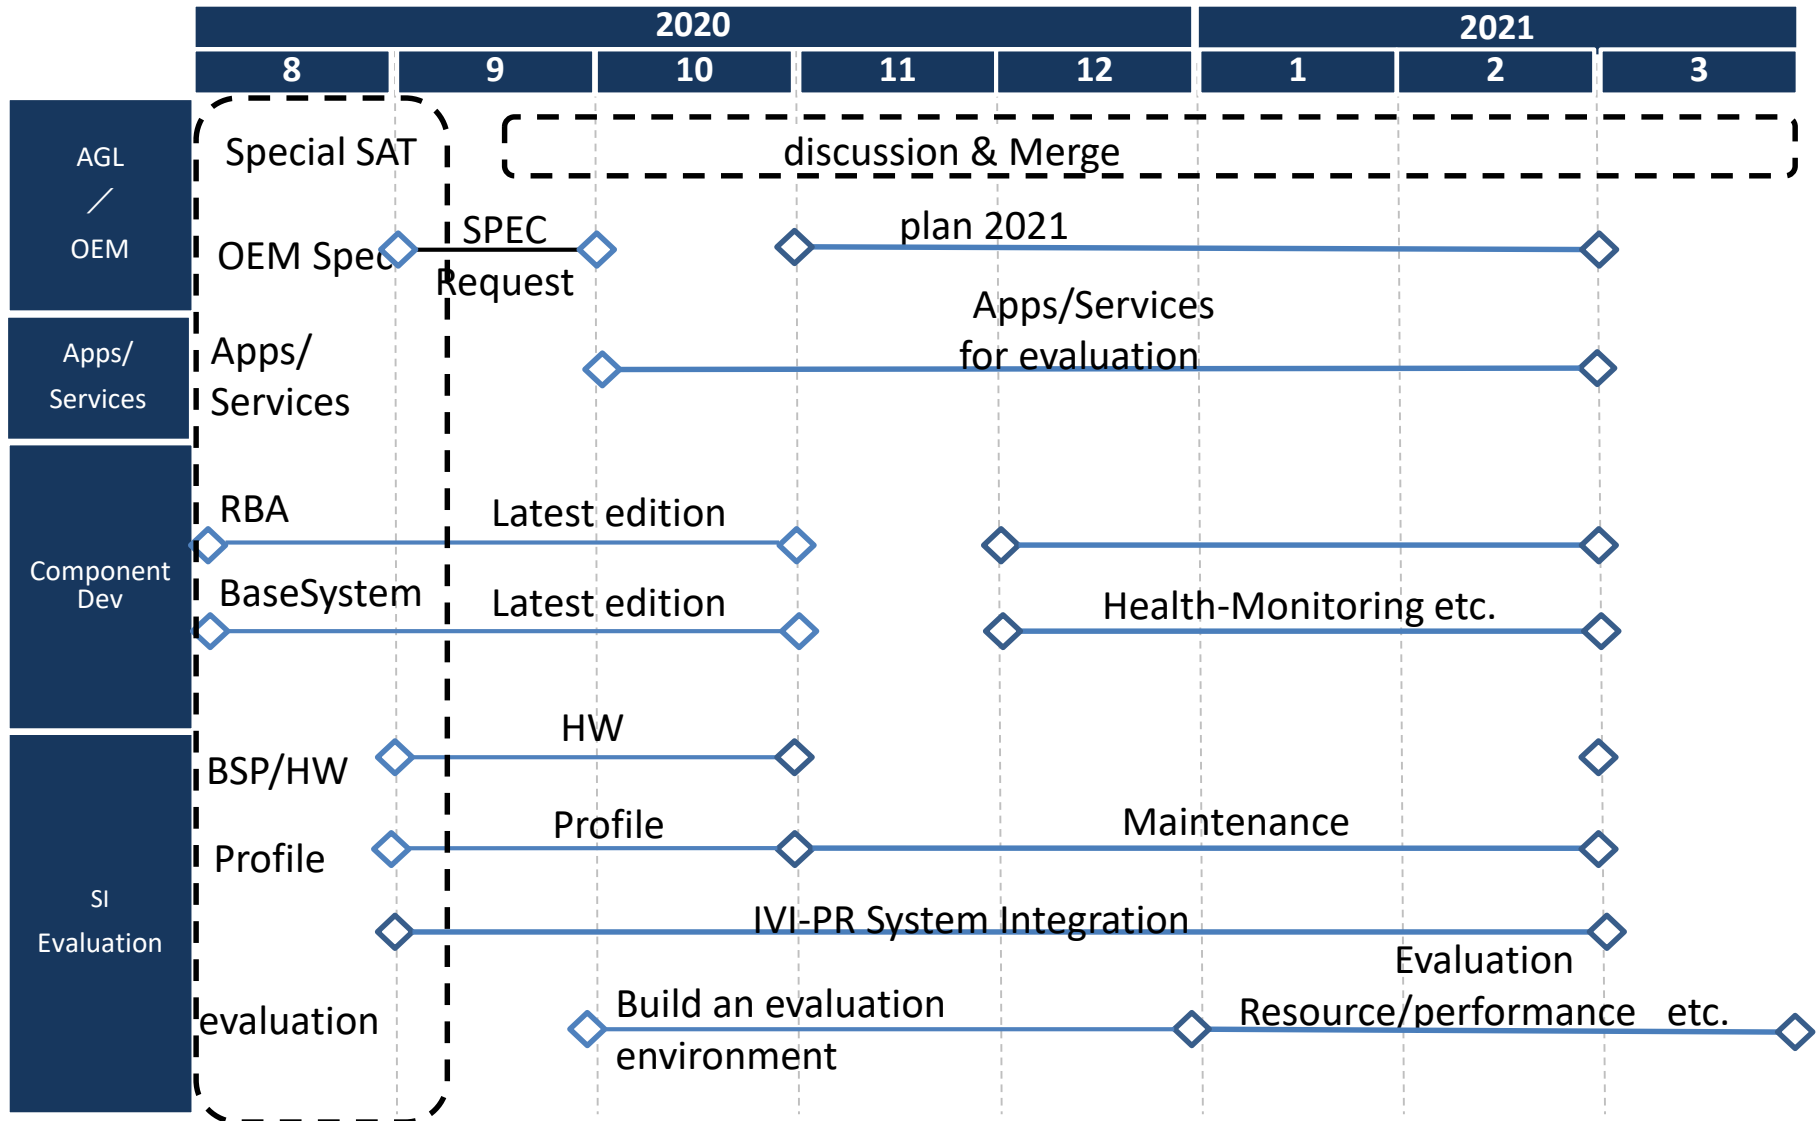 2020
2021
8
9
10
11
12
1
2
3
AGL
／
OEM
Special SAT
discussion & Merge
OEM Spec
SPEC
Request
plan 2021
Apps/
Services
Apps/
Services
Apps/Services
for evaluation
Component
Dev
RBA
Latest edition
BaseSystem
Latest edition
Health-Monitoring etc.
SI
Evaluation
BSP/HW
HW
Profile
Profile
Maintenance
IVI-PR System Integration
evaluation
Build an evaluation
environment
Evaluation
Resource/performance etc.